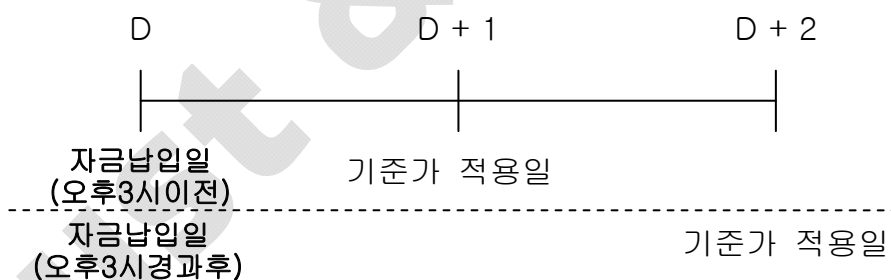 D D + 1 D + 2
자금납입일
(오후3시이전)
기준가 적용일
자금납입일
(오후3시경과후)
기준가 적용일